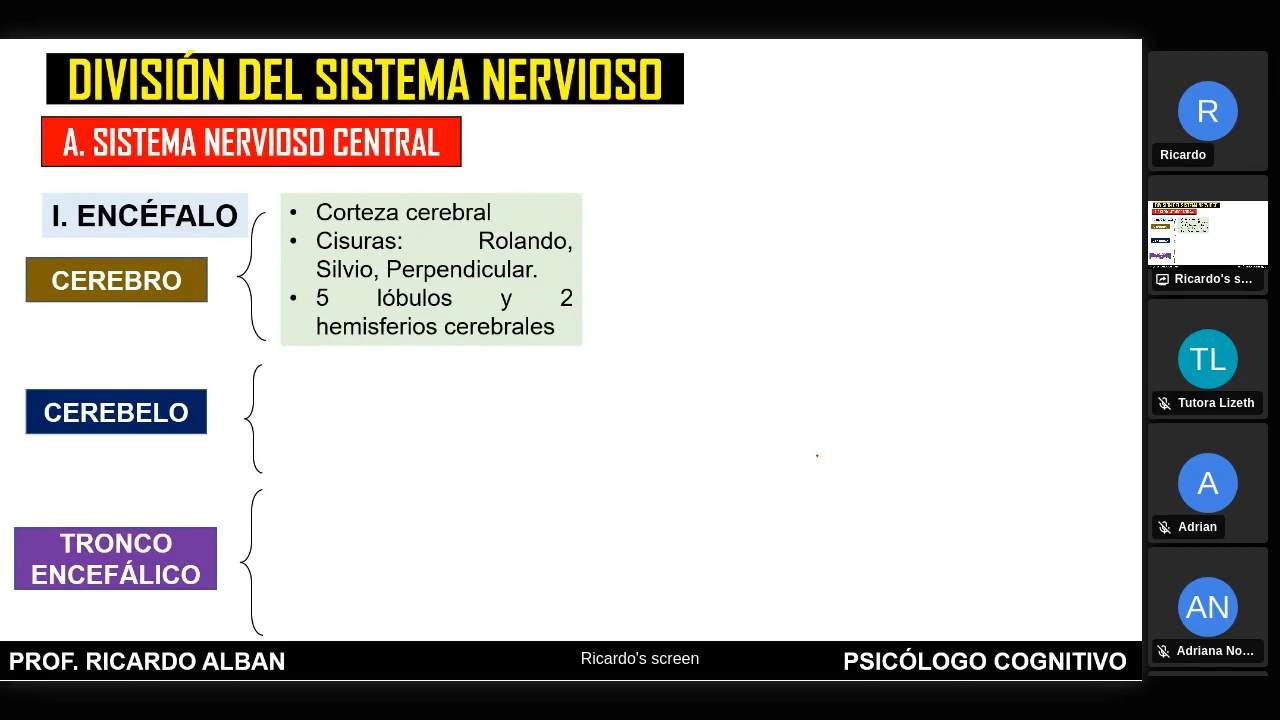 DIVISIÓN DEL SISTEMA NERVIOSO
A. SISTEMA NERVIOSO CENTRAL
I. ENCÉFALO
CEREBRO
• Corteza cerebral
• Cisuras: Rolando,
Silvio, Perpendicular.
• 5 lóbulos y 2
hemisferios cerebrales
CEREBELO
TRONCO
ENCEFÁLICO
PROF. RICARDO ALBAN
Ricardo's screen
PSICÓLOGO COGNITIVO
R
Ricardo
Ricardo's s...
TL
Tutora Lizeth
A
Adrian
AN
Adriana No...